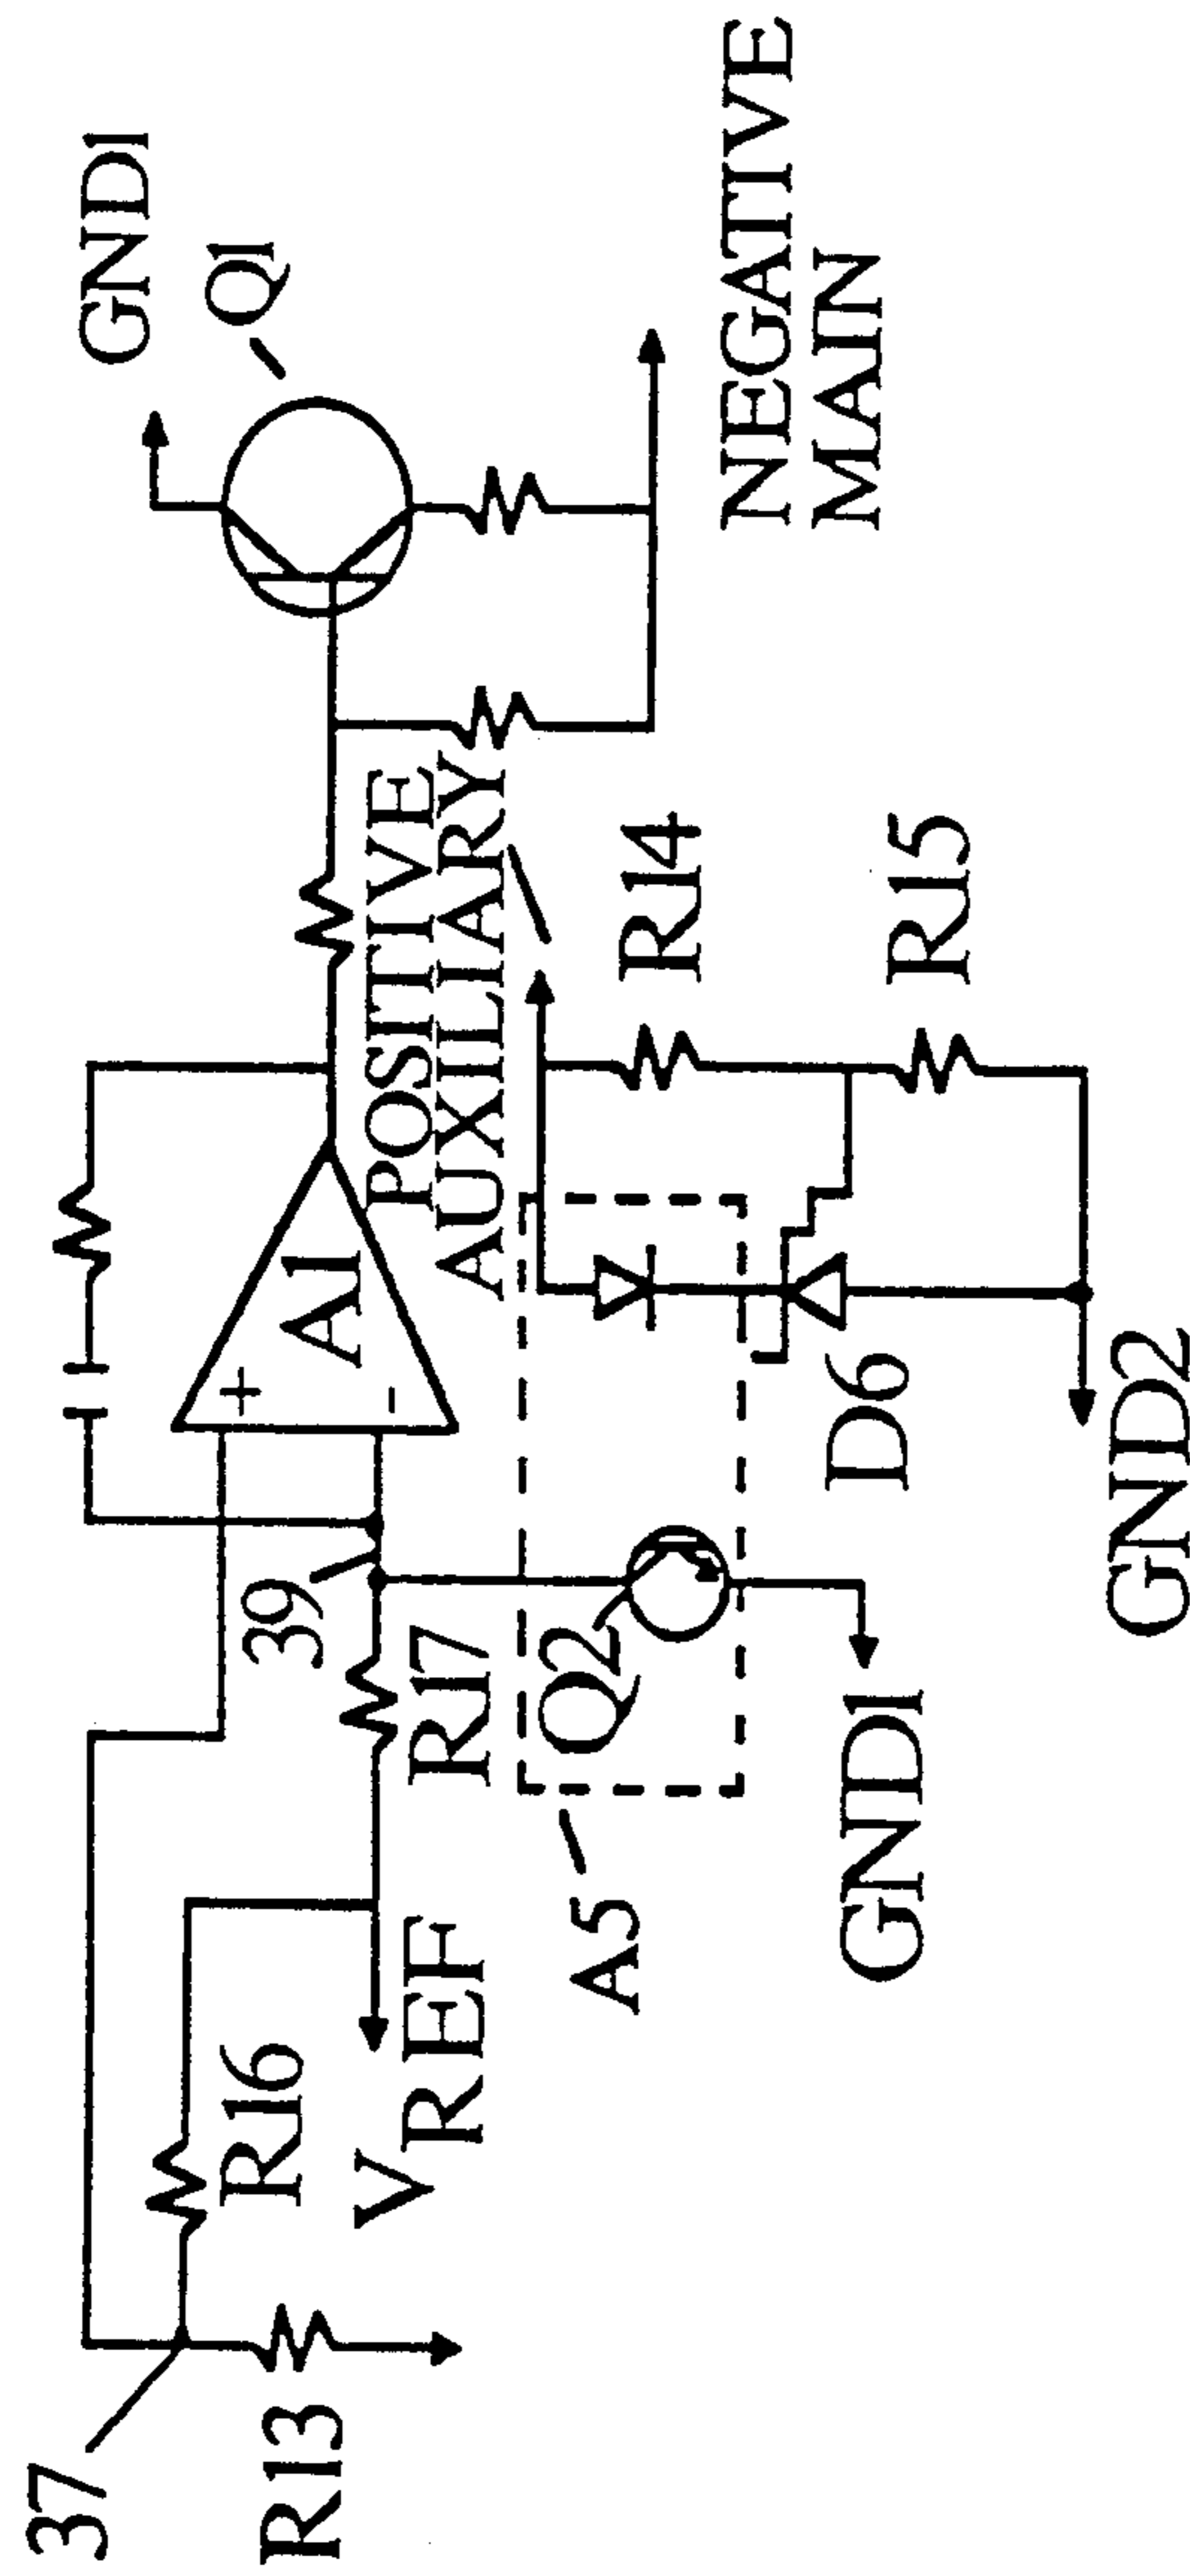 GND1
Q1
NEGATIVE
MAIN
POSITIVE
AUXILIARY
R14
R15
A1
+
-
D6
GND2
39
R17
Q2
GND1
A5
VREF
R16
37
R13